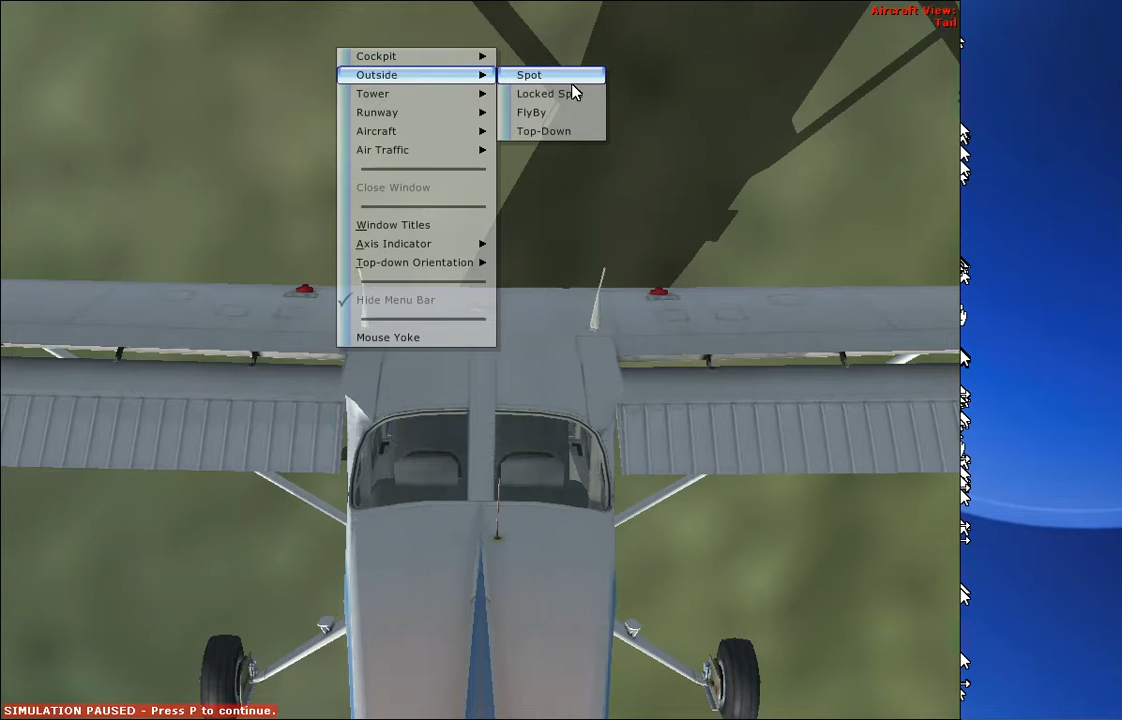 Aircraft View:
Tail
Cockpit
Outside
Tower
Runway
Aircraft
Air Traffic
Close Window
Window Titles
Axis Indicator
Top-down Orientation
Hide Menu Bar
Mouse Yoke
Spot
Locked Sp
FlyBy
Top-Down
SIMULATION PAUSED - Press P to continue.